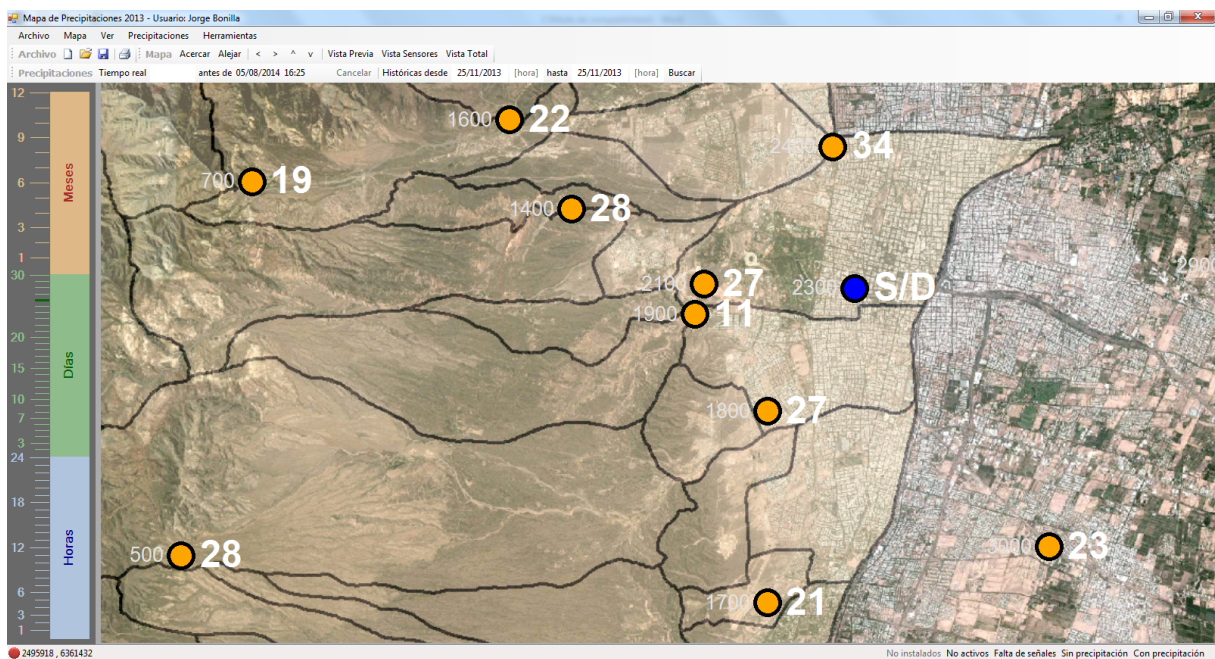 Mapa de Precipitaciones 2013 - Usuario: Jorge Bonilla
Archivo Mapa Ver Precipitaciones Herramientas
Archivo Mapa Acercar Alejar < > ^ v Vista Previa Vista Sensores Vista Total
Precipitaciones Tiempo real antes de 05/08/2014 16:25 Cancelar Históricas desde 25/11/2013 [hora] hasta 25/11/2013 [hora] Buscar
12
9
6
3
1
30
20
15
10
7
3
24
18
12
6
3
1
Meses
Días
Horas
1600 22
34
700 19
1400 28
2100 27
2300 S/D
2900
1900 11
1800 27
500 28
3000 23
1700 21
2495918 , 6361432
No instalados No activos Falta de señales Sin precipitación Con precipitación